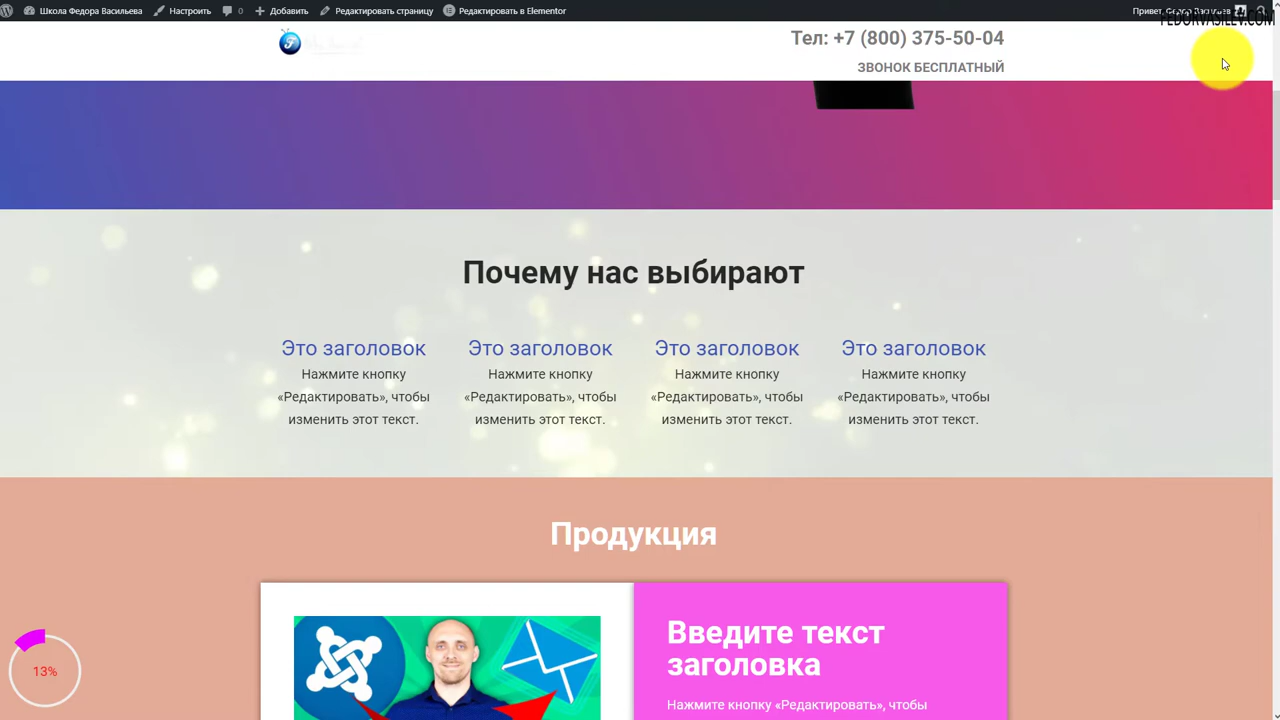 Школа Федора Васильева
Настроить
0
Добавить
Редактировать страницу
Редактировать в Elementor
Привет,
FEDORVASILEV.COM
Тел: +7 (800) 375-50-04
ЗВОНОК БЕСПЛАТНЫЙ
Почему нас выбирают
Это заголовок
Нажмите кнопку
«Редактировать», чтобы
изменить этот текст.
Это заголовок
Нажмите кнопку
«Редактировать», чтобы
изменить этот текст.
Это заголовок
Нажмите кнопку
«Редактировать», чтобы
изменить этот текст.
Это заголовок
Нажмите кнопку
«Редактировать», чтобы
изменить этот текст.
Продукция
Введите текст
заголовка
Нажмите кнопку «Редактировать», чтобы
13%